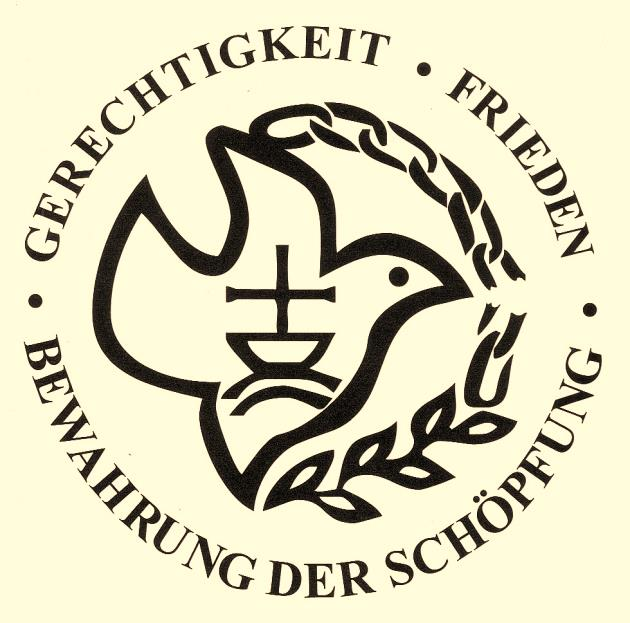 GERECHTIGKEIT • FRIEDEN •
BEWAHRUNG DER SCHÖPFUNG •